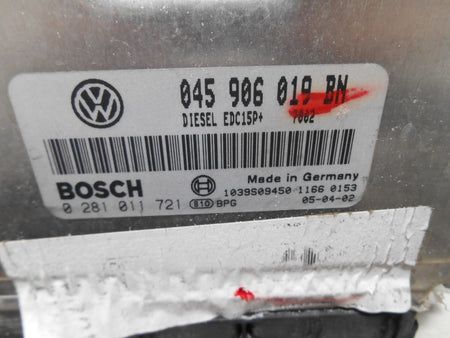 045 906 019 BN
DIESEL EDC15P+ 7002
BOSCH
Made in Germany
1039S09450 1166 0153
0 281 011 721 610 BPG 05-04-02